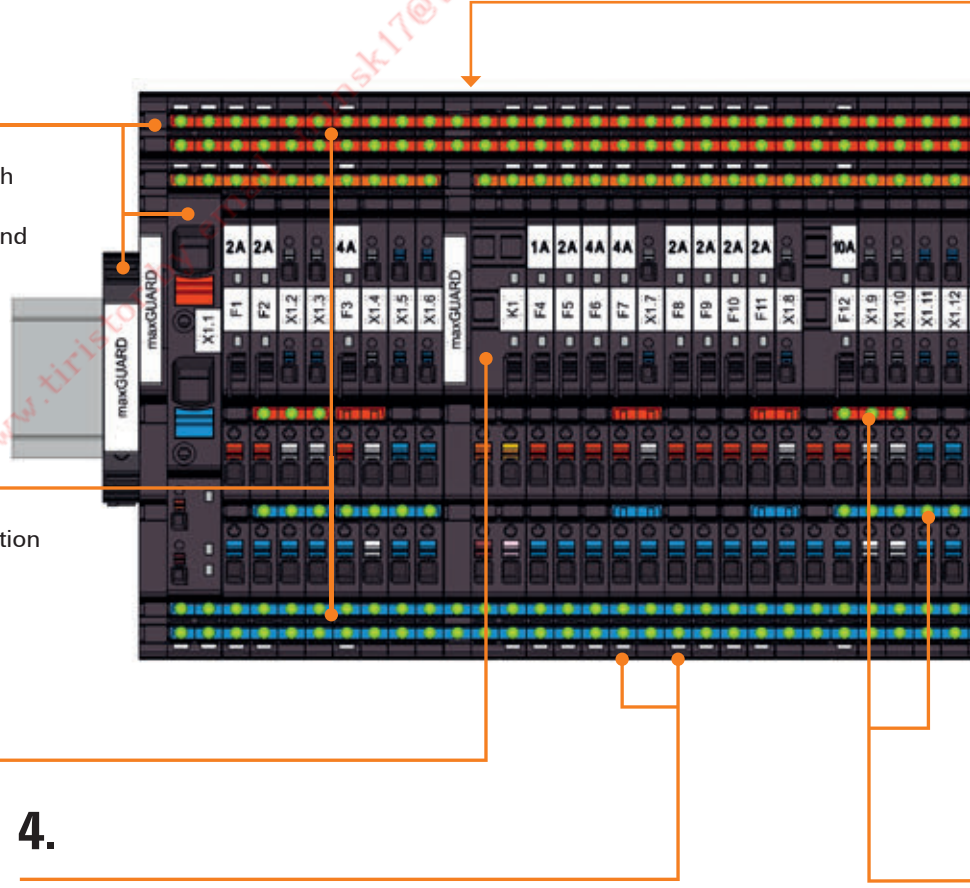 h
nd
tion
2A 2A 4A 1A 2A 4A 4A 2A 2A 2A 2A 10A
maxGUARD
maxGUARD
X1.1
F1 F2 X1.2 X1.3 F3 X1.4 X1.5 X1.6
maxGUARD
K1 F4 F5 F6 F7 X1.7 F8 F9 F10 F11 X1.8 F12 X1.9 X1.10 X1.11 X1.12
4.